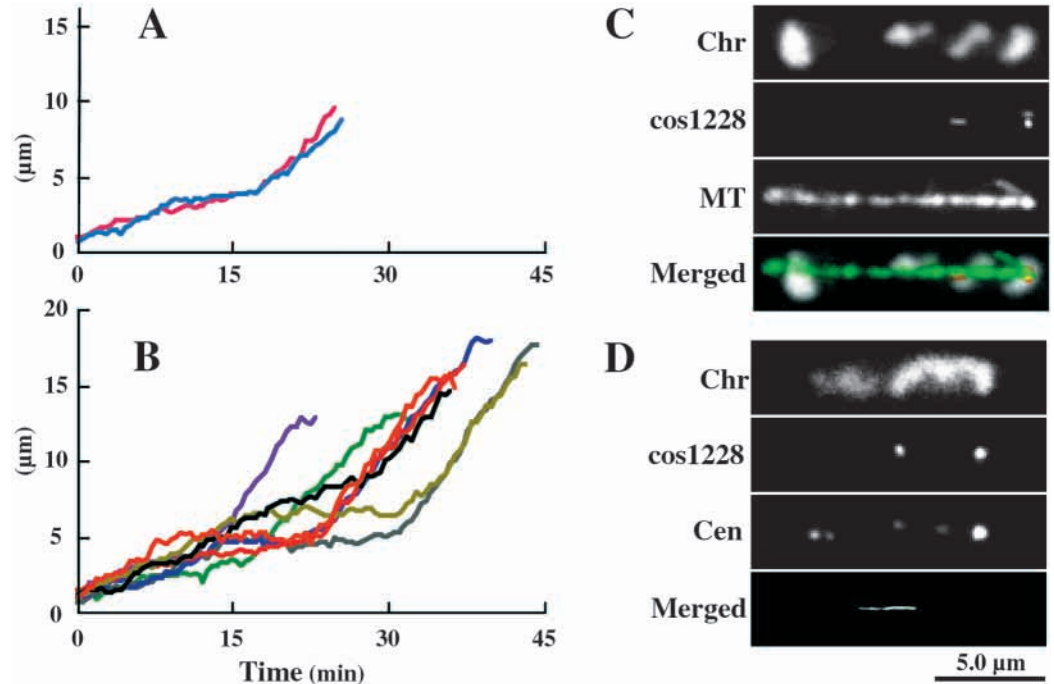 A
15
10
5
0
(μm)
0
15
30
45
B
20
15
10
5
0
(μm)
0
15
30
45
Time (min)
C
Chr
cos1228
MT
Merged
D
Chr
cos1228
Cen
Merged
5.0 μm